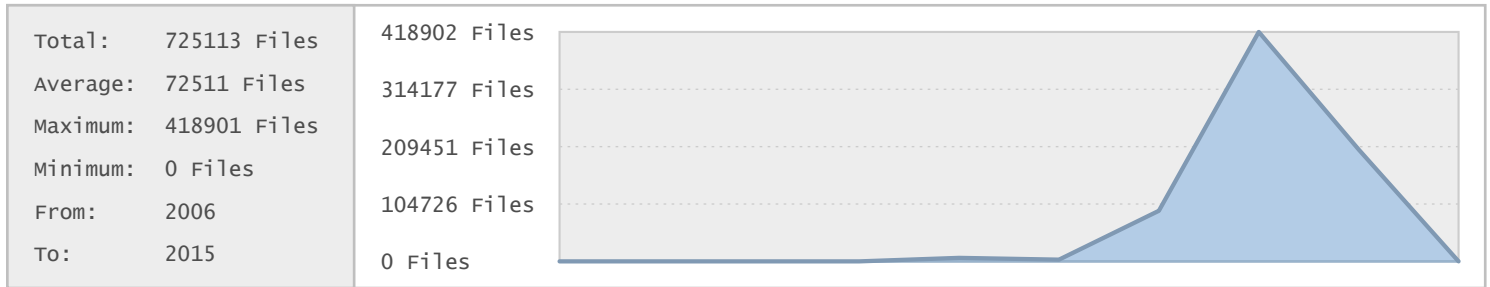 Total: 725113 Files
Average: 72511 Files
Maximum: 418901 Files
Minimum: 0 Files
From: 2006
To: 2015
418902 Files
314177 Files
209451 Files
104726 Files
0 Files